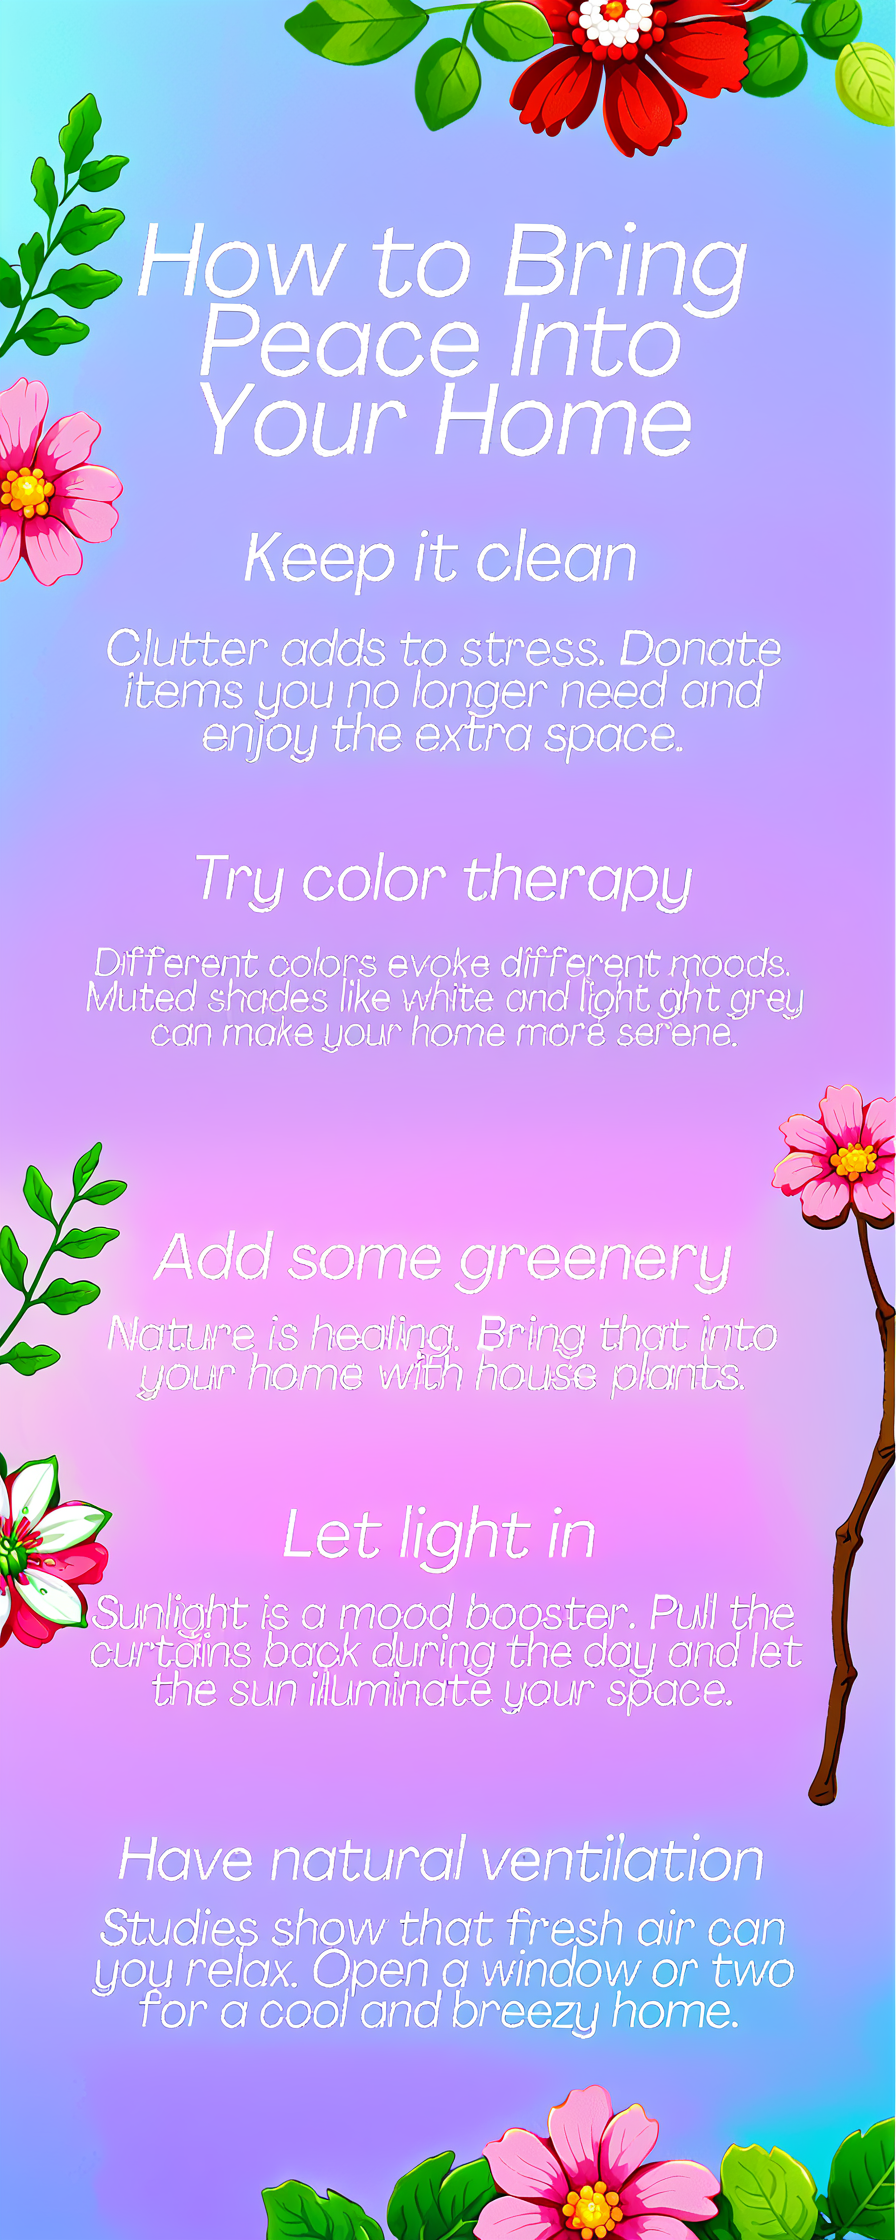 How to Bring
Peace Into
Your Home
Keep it clean
Clutter adds to stress. Donate
items you no longer need and
enjoy the extra space.
Try color therapy
Different colors evoke different moods.
Muted shades like white and light ght grey
can make your home more serene.
Add some greenery
Nature is healing. Bring that into
your home with house plants.
Let light in
Sunlight is a mood booster. Pull the
curtains back during the day and let
the sun illuminate your space.
Have natural ventilation
Studies show that fresh air can
you relax. Open a window or two
for a cool and breezy home.